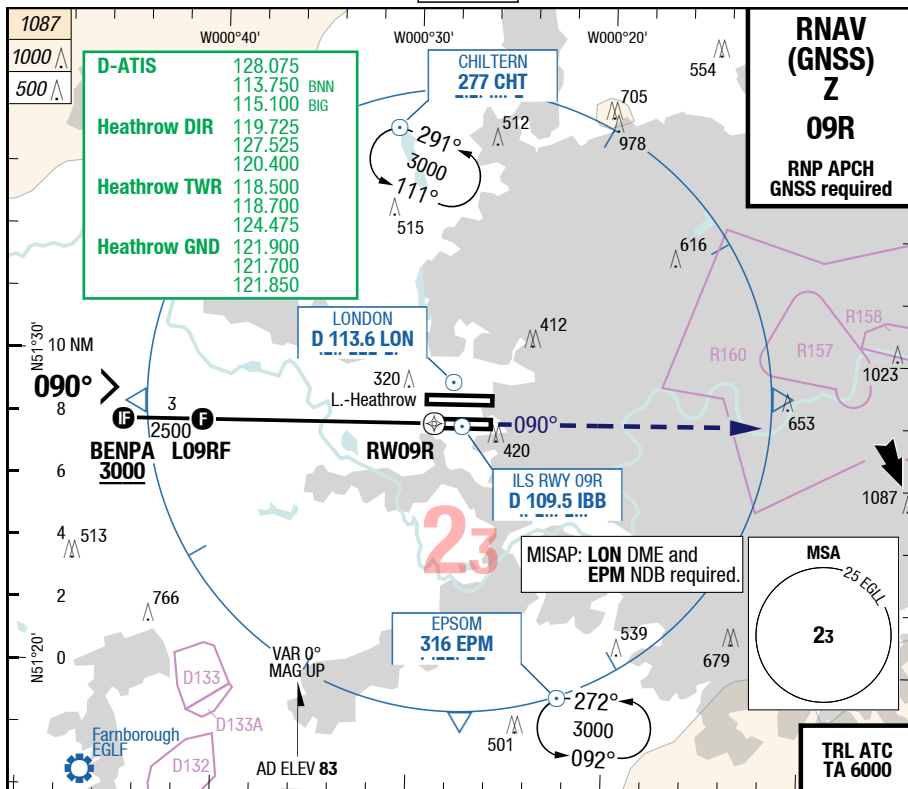 1087
1000
500
W000°40'
W000°30'
W000°20'
D-ATIS 128.075
113.750 BNN
115.100 BIG
Heathrow DIR 119.725
127.525
120.400
Heathrow TWR 118.500
118.700
124.475
Heathrow GND 121.900
121.700
121.850
CHILTERN
277 CHT
291°
3000
111°
512
515
554
705
978
616
RNAV
(GNSS)
Z
09R
RNP APCH
GNSS required
LONDON
D 113.6 LON
412
320
L.-Heathrow
R160
R157
R158
1023
653
N51°30'
10 NM
090°
8
3
2500
IF
F
BENPA
3000
L09RF
RW09R
090°
420
6
ILS RWY 09R
D 109.5 IBB
1087
23
4
513
MISAP: LON DME and
EPM NDB required.
MSA
25 EGLL
23
2
766
EPSOM
316 EPM
539
679
N51°20'
0
VAR 0°
MAG UP
D133
D133A
D132
Farnborough
EGLF
272°
3000
092°
501
AD ELEV 83
TRL ATC
TA 6000